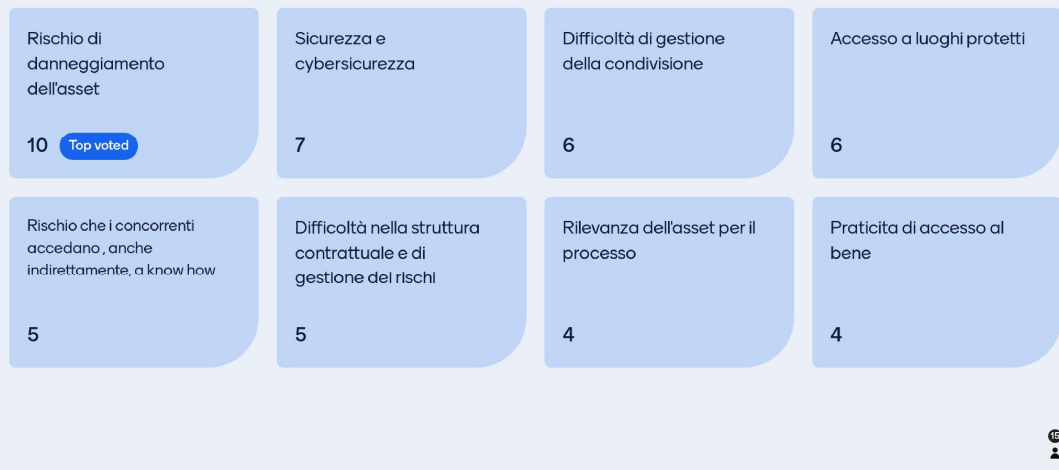 Rischio di
danneggiamento
dell'asset
10 Top voted
Sicurezza e
cybersicurezza
7
Difficoltà di gestione
della condivisione
6
Accesso a luoghi protetti
6
Rischio che i concorrenti
accedano , anche
indirettamente, a know how
5
Difficoltà nella struttura
contrattuale e di
gestione dei rischi
5
Rilevanza dell'asset per il
processo
4
Praticita di accesso al
bene
4
15